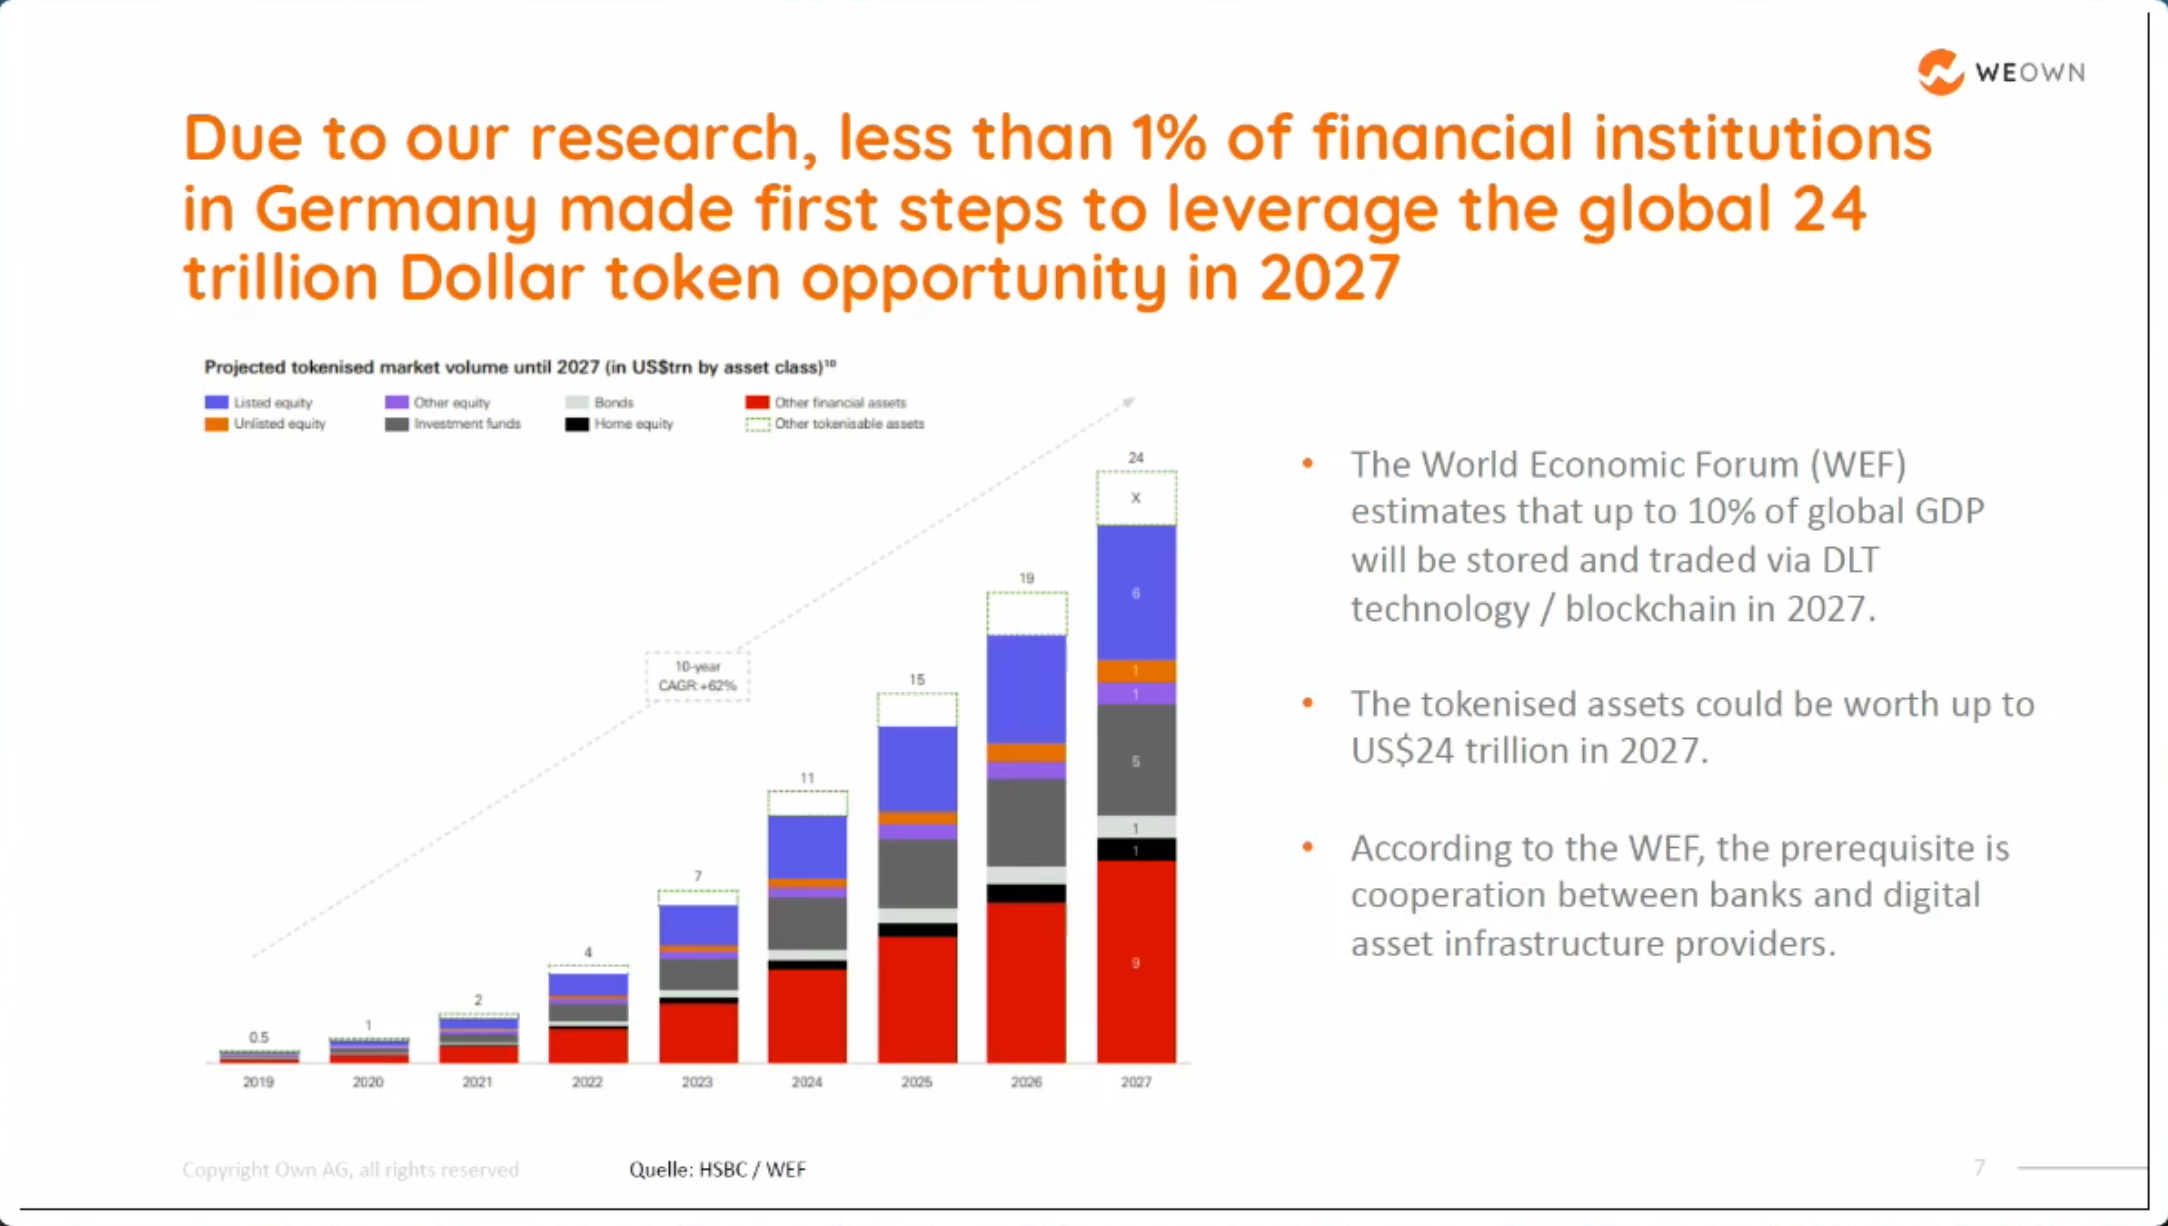 WEOWN
Due to our research, less than 1% of financial institutions
in Germany made first steps to leverage the global 24
trillion Dollar token opportunity in 2027
Projected tokenised market volume until 2027 (in US$trn by asset class)¹⁰
Listed equity
Other equity
Bonds
Other financial assets
Unlisted equity
Investment funds
Home equity
Other tokenisable assets
24
X
6
1
1
5
1
1
9
19
15
11
7
4
2
1
0.5
10-year
CAGR:+62%
2019
2020
2021
2022
2023
2024
2025
2026
2027
• The World Economic Forum (WEF)
estimates that up to 10% of global GDP
will be stored and traded via DLT
technology / blockchain in 2027.
• The tokenised assets could be worth up to
US$24 trillion in 2027.
• According to the WEF, the prerequisite is
cooperation between banks and digital
asset infrastructure providers.
Copyright Own AG, all rights reserved
Quelle: HSBC / WEF
7